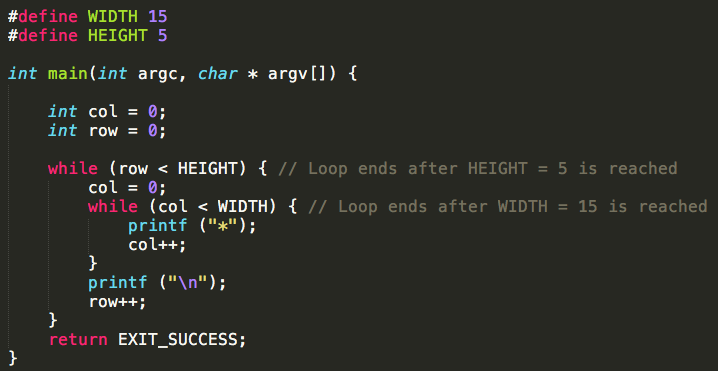 #define WIDTH 15
#define HEIGHT 5
int main(int argc, char * argv[]) {
int col = 0;
int row = 0;
while (row < HEIGHT) { // Loop ends after HEIGHT = 5 is reached
col = 0;
while (col < WIDTH) { // Loop ends after WIDTH = 15 is reached
printf ("*");
col++;
}
printf ("\n");
row++;
}
return EXIT_SUCCESS;
}